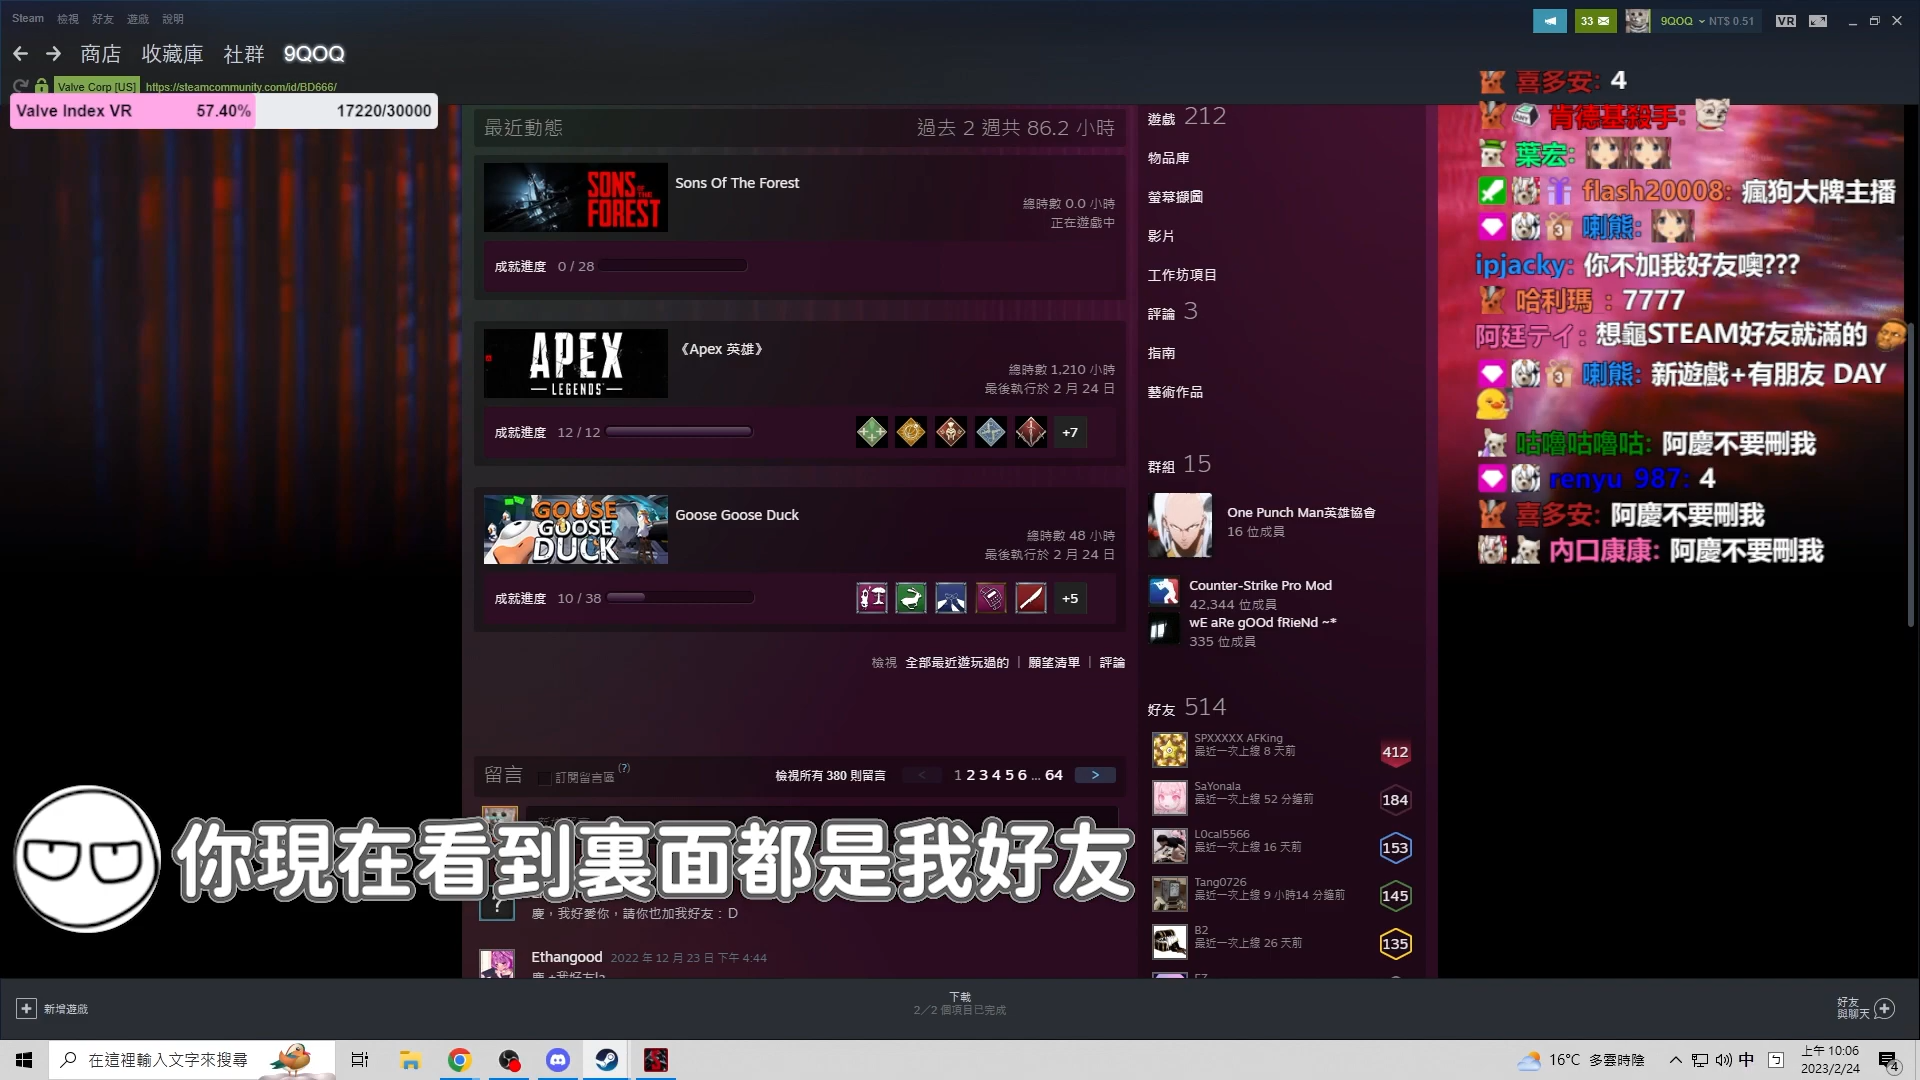 Steam 檢視 好友 遊戲 說明
33 9QOQ NT$ 0.51 VR
商店 收藏庫 社群 9QOQ
Valve Corp [US] https://steamcommunity.com/id/BD666/
Valve Index VR 57.40% 17220/30000
最近動態 過去 2 週共 86.2 小時
SONS OF THE FOREST
Sons Of The Forest
總時數 0.0 小時
正在遊戲中
成就進度 0 / 28
APEX
LEGENDS
《Apex 英雄》
總時數 1,210 小時
最後執行於 2 月 24 日
成就進度 12 / 12 +7
GOOSE
GOOSE
DUCK
Goose Goose Duck
總時數 48 小時
最後執行於 2 月 24 日
成就進度 10 / 38 +5
檢視 全部最近遊玩過的 | 願望清單 | 評論
留言 訂閱留言區 (?) 檢視所有 380 則留言 < 1 2 3 4 5 6 ... 64 >
你現在看到裏面都是我好友
慶，我好愛你，請你也加我好友：D
Ethangood 2022 年 12 月 23 日 下午 4:44
遊戲 212
物品庫
螢幕擷圖
影片
工作坊項目
評論 3
指南
藝術作品
群組 15
One Punch Man英雄協會
16 位成員
Counter-Strike Pro Mod
42,344 位成員
wE aRe gOOd fRieNd ~*
335 位成員
好友 514
SPXXXXX AFKing
最近一次上線 8 天前
412
SaYonala
最近一次上線 52 分鐘前
184
L0cal5566
最近一次上線 16 天前
153
Tang0726
最近一次上線 9 小時14 分鐘前
145
B2
最近一次上線 26 天前
135
喜多安: 4
肯德基殺手:
葉宏:
flash20008: 瘋狗大牌主播
3 喇熊:
ipjacky: 你不加我好友噢???
哈利瑪 : 7777
阿廷テイ: 想龜STEAM好友就滿的
3 喇熊: 新遊戲+有朋友 DAY
咕嚕咕嚕咕: 阿慶不要刪我
renyu_987: 4
喜多安: 阿慶不要刪我
內口康康: 阿慶不要刪我
新增遊戲
下載
2／2 個項目已完成
好友
與聊天
在這裡輸入文字來搜尋
16°C 多雲時陰
中
上午 10:06
2023/2/24
4